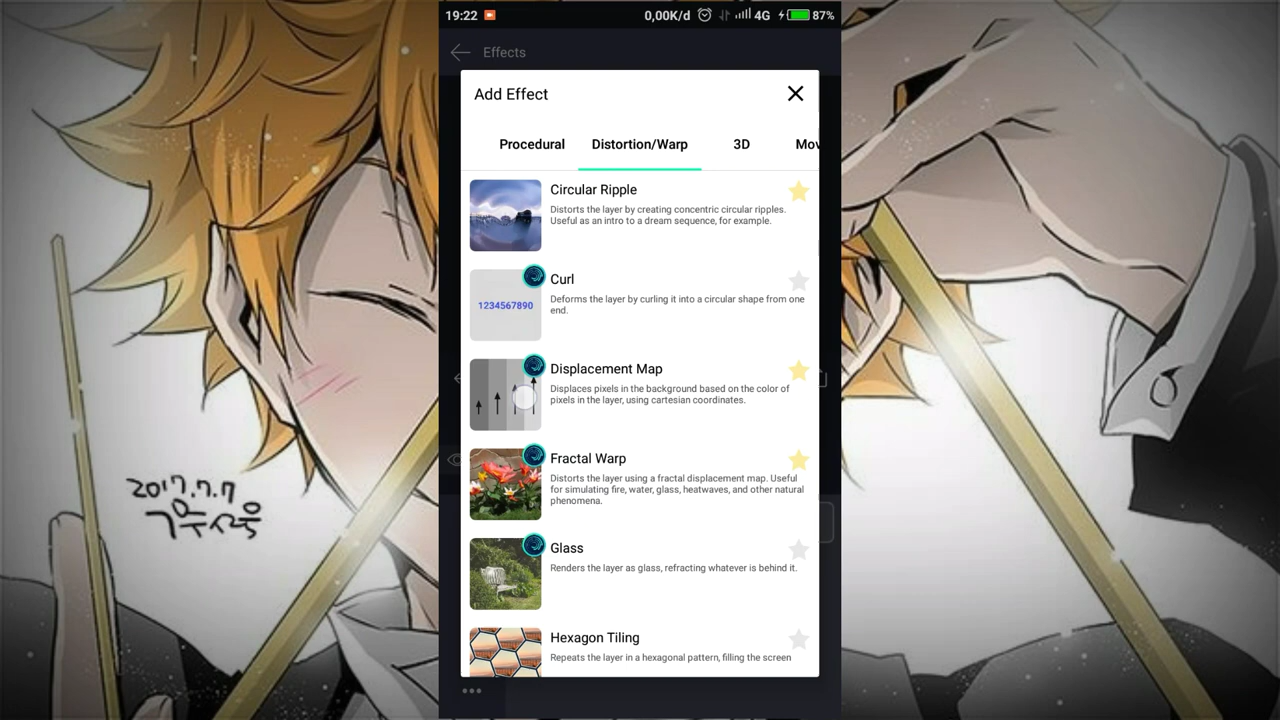 19:22
0,00K/d
4G
87%
Effects
Add Effect
Procedural
Distortion/Warp
3D
Mov
Circular Ripple
Distorts the layer by creating concentric circular ripples.
Useful as an intro to a dream sequence, for example.
Curl
Deforms the layer by curling it into a circular shape from one
end.
1234567890
Displacement Map
Displaces pixels in the background based on the color of
pixels in the layer, using cartesian coordinates.
Fractal Warp
Distorts the layer using a fractal displacement map. Useful
for simulating fire, water, glass, heatwaves, and other natural
phenomena.
Glass
Renders the layer as glass, refracting whatever is behind it.
Hexagon Tiling
Repeats the layer in a hexagonal pattern, filling the screen
2017.7.7